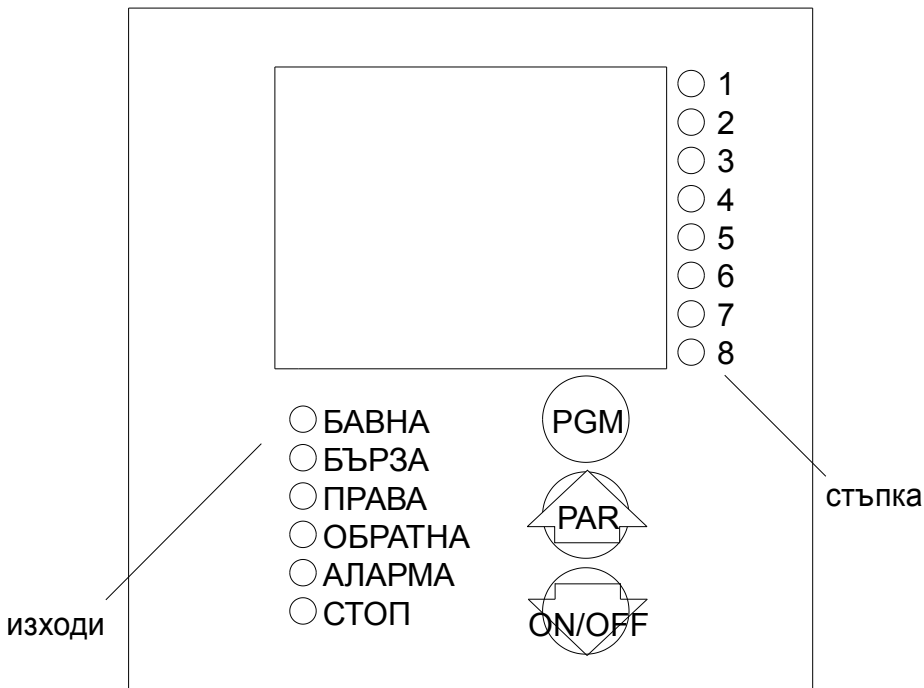 1
2
3
4
5
6
7
8
БАВНА
БЪРЗА
ПРАВА
ОБРАТНА
АЛАРМА
СТОП
PGM
PAR
ON/OFF
стъпка
изходи